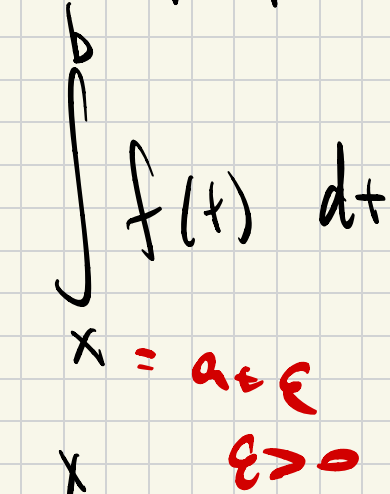 b
∫ f(t) dt
x = a + ε
ε > 0
x